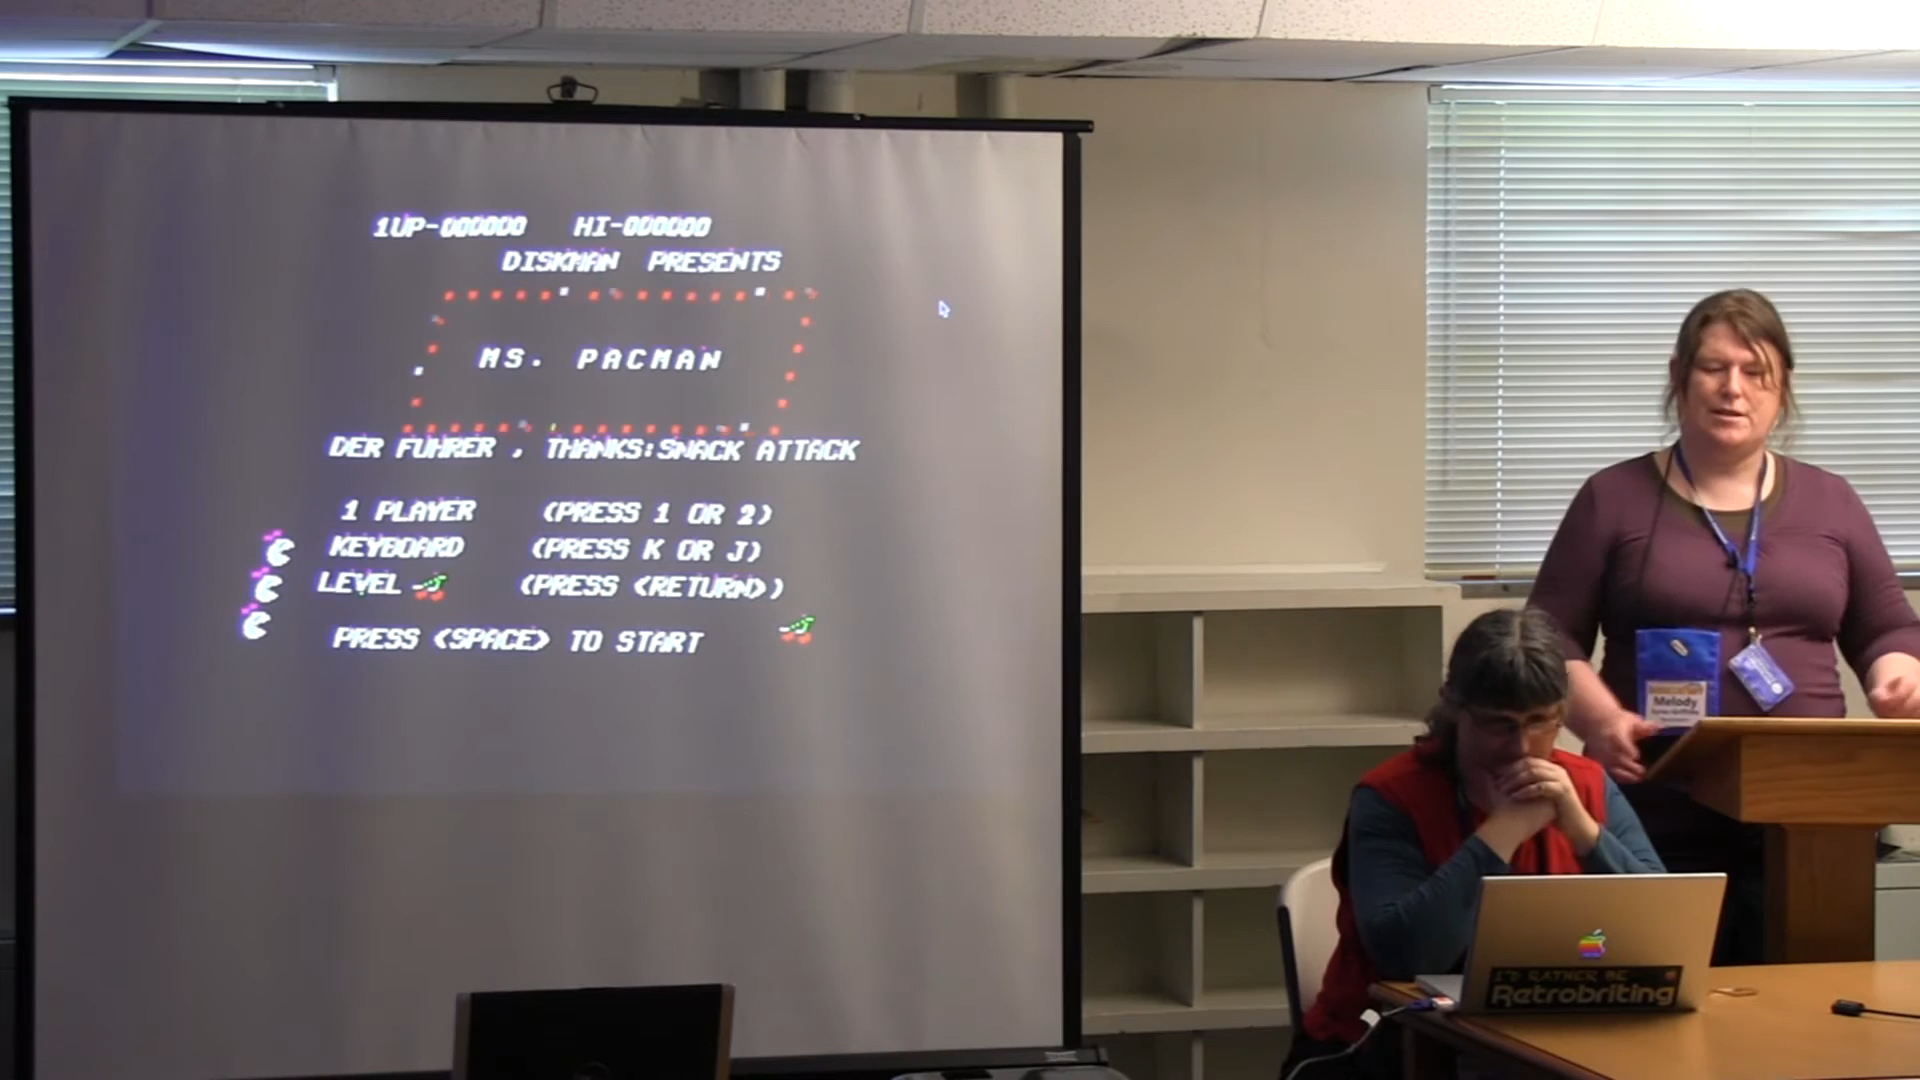 1UP-000000 HI-000000
DISKMAN PRESENTS
MS. PACMAN
DER FUHRER , THANKS:SNACK ATTACK
1 PLAYER (PRESS 1 OR 2)
KEYBOARD (PRESS K OR J)
LEVEL (PRESS <RETURN>)
PRESS <SPACE> TO START
Melody
I'D RATHER BE
Retrobriting